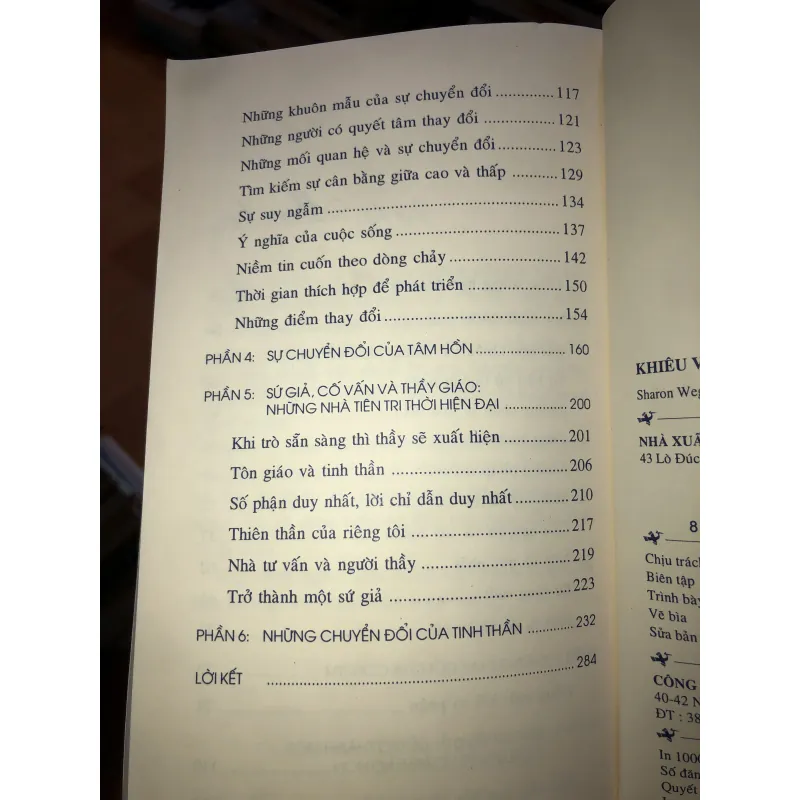 Những khuôn mẫu của sự chuyển đổi ..............117
Những người có quyết tâm thay đổi ................121
Những mối quan hệ và sự chuyển đổi..............123
Tìm kiếm sự cân bằng giữa cao và thấp ...........129
Sự suy ngẫm ......................................................134
Ý nghĩa của cuộc sống .......................................137
Niềm tin cuốn theo dòng chảy ..........................142
Thời gian thích hợp để phát triển .....................150
Những điểm thay đổi.........................................154
PHẦN 4: SỰ CHUYỂN ĐỔI CỦA TÂM HỒN ......................160
PHẦN 5: SỨ GIẢ, CỐ VẤN VÀ THẦY GIÁO:
NHỮNG NHÀ TIÊN TRI THỜI HIỆN ĐẠI ................200
Khi trò sẵn sàng thì thầy sẽ xuất hiện .............201
Tôn giáo và tinh thần .......................................206
Số phận duy nhất, lời chỉ dẫn duy nhất............210
Thiên thần của riêng tôi ...................................217
Nhà tư vấn và người thầy .................................219
Trở thành một sứ giả ........................................223
PHẦN 6: NHỮNG CHUYỂN ĐỔI CỦA TINH THẦN ............232
LỜI KẾT ..................................................................284
KHIÊU V
Sharon Weg
NHÀ XUẤ
43 Lò Đúc
8
Chịu trách
Biên tập
Trình bày
Vẽ bìa
Sửa bản
CÔNG
40-42 N
ĐT : 38
In 1000
Số đăn
Quyết